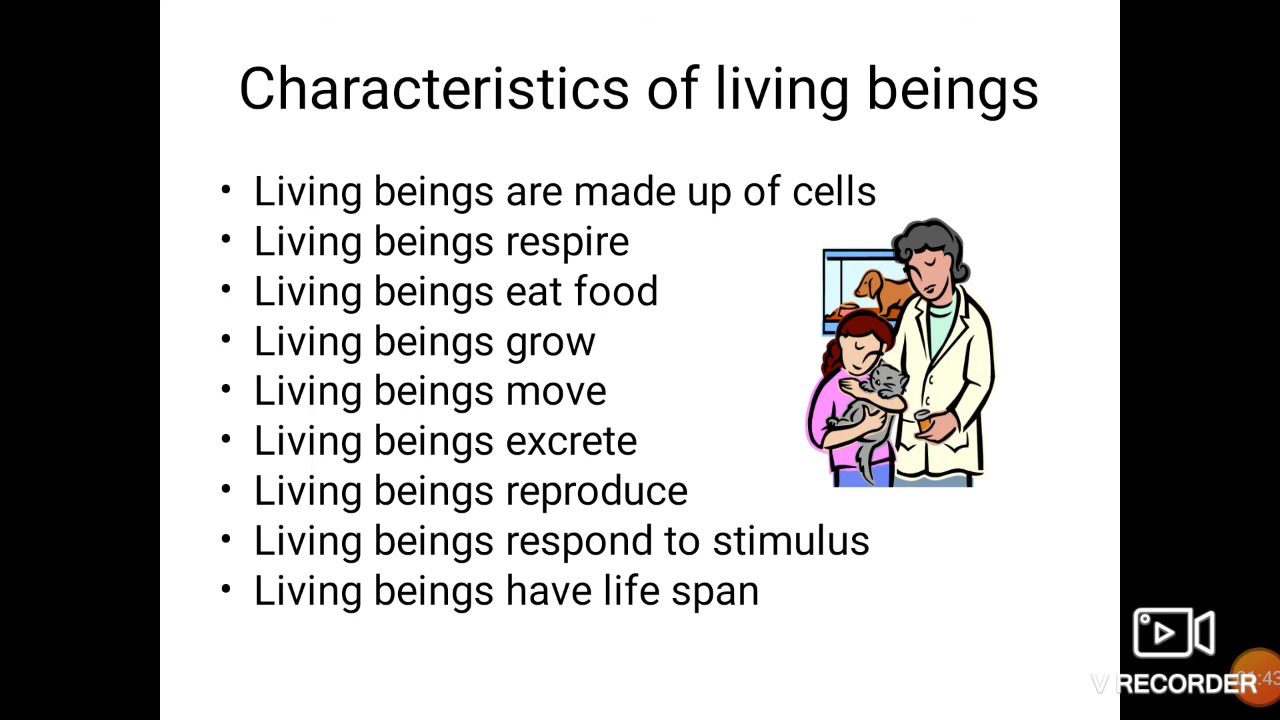 Characteristics of living beings
• Living beings are made up of cells
• Living beings respire
• Living beings eat food
• Living beings grow
• Living beings move
• Living beings excrete
• Living beings reproduce
• Living beings respond to stimulus
• Living beings have life span
V RECORDER